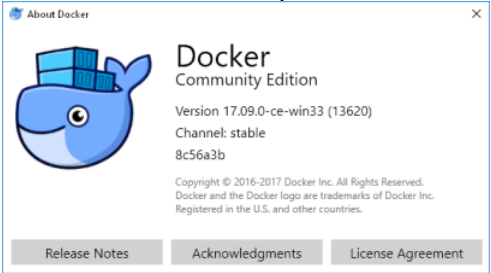 About Docker
Docker
Community Edition
Version 17.09.0-ce-win33 (13620)
Channel: stable
8c56a3b
Copyright © 2016-2017 Docker Inc. All Rights Reserved.
Docker and the Docker logo are trademarks of Docker Inc.
Registered in the U.S. and other countries.
Release Notes
Acknowledgments
License Agreement